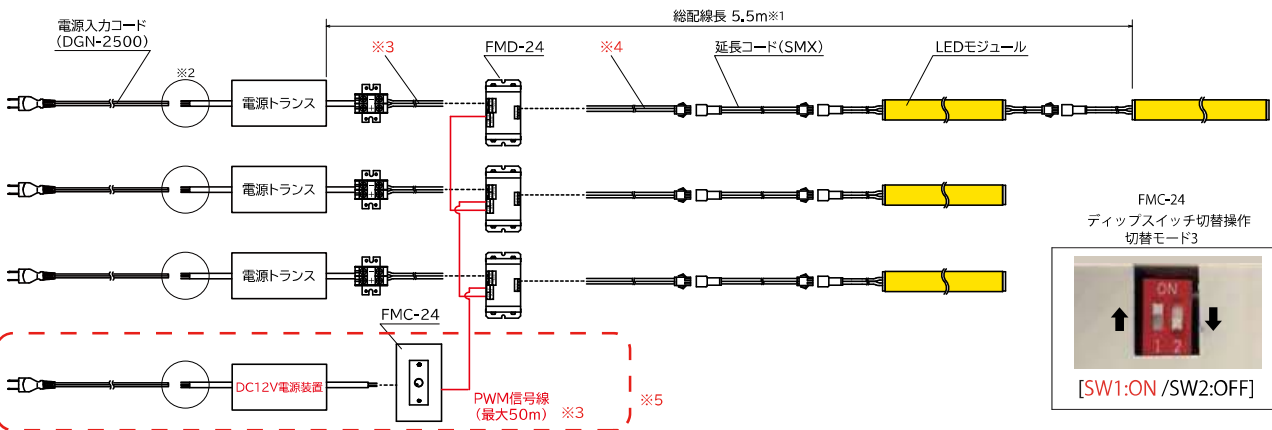 総配線長 5.5m※1
電源入力コード
(DGN-2500)
※2
※3
FMD-24
※4
延長コード(SMX)
LEDモジュール
電源トランス
電源トランス
電源トランス
FMC-24
ディップスイッチ切替操作
切替モード3
ON
1 2
[SW1:ON /SW2:OFF]
FMC-24
DC12V電源装置
PWM信号線
(最大50m) ※3
※5